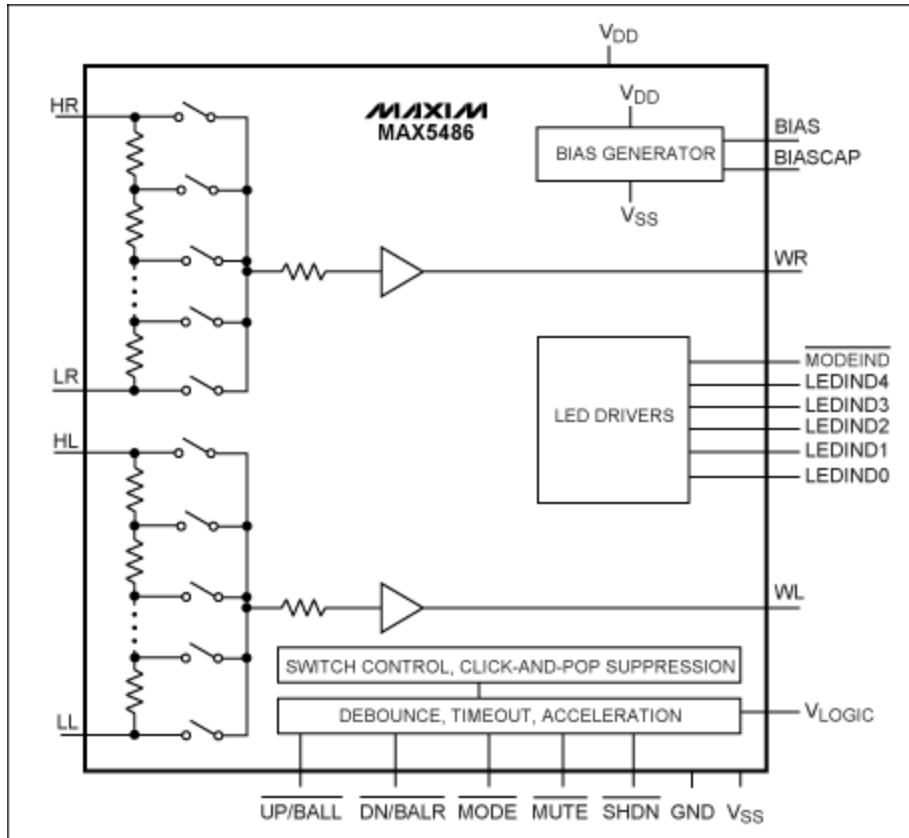 VDD
HR
MAXIM
MAX5486
VDD
BIAS GENERATOR
BIAS
BIASCAP
VSS
WR
LR
HL
LED DRIVERS
MODEIND
LEDIND4
LEDIND3
LEDIND2
LEDIND1
LEDIND0
WL
SWITCH CONTROL, CLICK-AND-POP SUPPRESSION
DEBOUNCE, TIMEOUT, ACCELERATION
VLOGIC
LL
UP/BALL DN/BALR MODE MUTE SHDN GND VSS